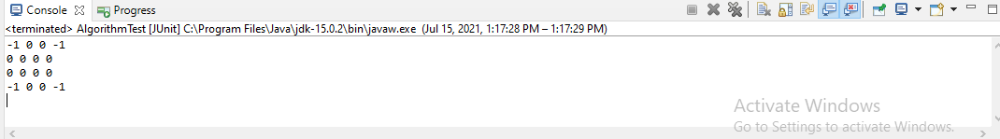 Console Progress
<terminated> AlgorithmTest [JUnit] C:\Program Files\Java\jdk-15.0.2\bin\javaw.exe (Jul 15, 2021, 1:17:28 PM – 1:17:29 PM)
-1 0 0 -1
0 0 0 0
0 0 0 0
-1 0 0 -1
Activate Windows
Go to Settings to activate Windows.